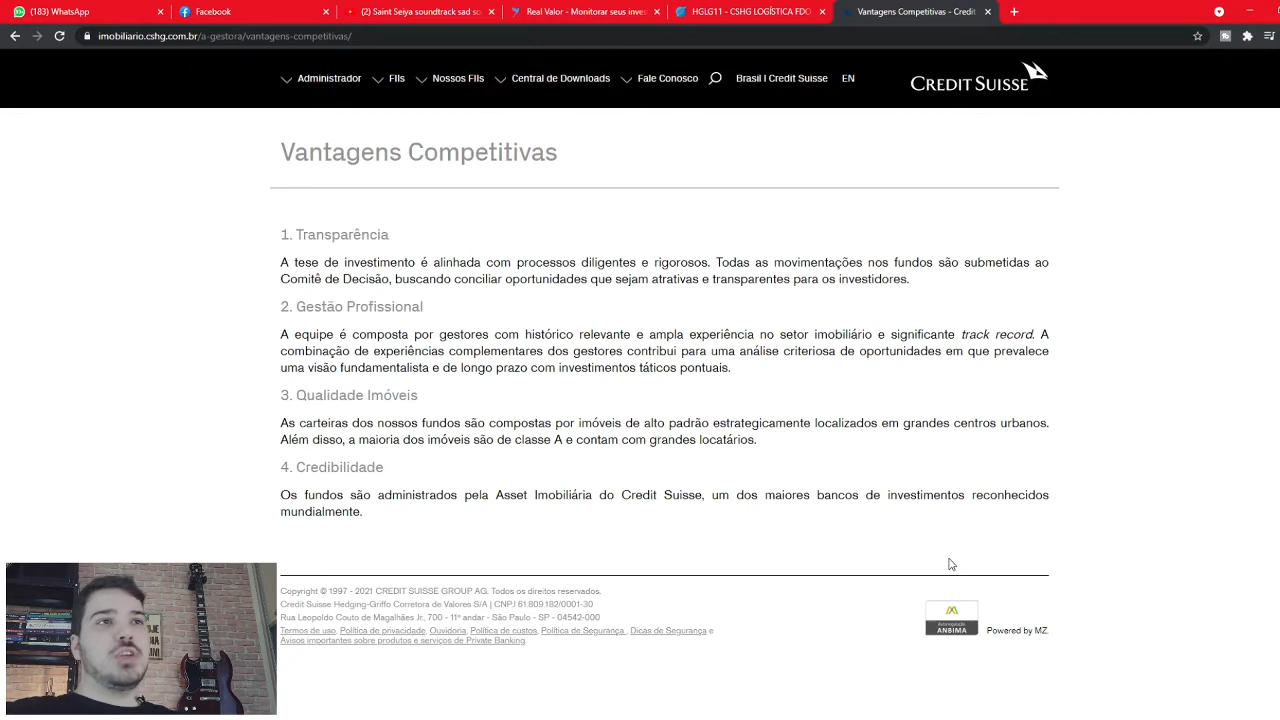 (183) WhatsApp
Facebook
(2) Saint Seiya soundtrack sad so
Real Valor - Monitorar seus inves
HGLG11 - CSHG LOGÍSTICA FDO
Vantagens Competitivas - Credit
imobiliario.cshg.com.br/a-gestora/vantagens-competitivas/
Administrador FIIs Nossos FIIs Central de Downloads Fale Conosco Brasil | Credit Suisse EN
CREDIT SUISSE
Vantagens Competitivas
1. Transparência
A tese de investimento é alinhada com processos diligentes e rigorosos. Todas as movimentações nos fundos são submetidas ao
Comitê de Decisão, buscando conciliar oportunidades que sejam atrativas e transparentes para os investidores.
2. Gestão Profissional
A equipe é composta por gestores com histórico relevante e ampla experiência no setor imobiliário e significante track record. A
combinação de experiências complementares dos gestores contribui para uma análise criteriosa de oportunidades em que prevalece
uma visão fundamentalista e de longo prazo com investimentos táticos pontuais.
3. Qualidade Imóveis
As carteiras dos nossos fundos são compostas por imóveis de alto padrão estrategicamente localizados em grandes centros urbanos.
Além disso, a maioria dos imóveis são de classe A e contam com grandes locatários.
4. Credibilidade
Os fundos são administrados pela Asset Imobiliária do Credit Suisse, um dos maiores bancos de investimentos reconhecidos
mundialmente.
Copyright © 1997 - 2021 CREDIT SUISSE GROUP AG. Todos os direitos reservados.
Credit Suisse Hedging-Griffo Corretora de Valores S/A | CNPJ 61.809.182/0001-30
Rua Leopoldo Couto de Magalhães Jr., 700 - 11º andar - São Paulo - SP - 04542-000
Termos de uso, Política de privacidade, Ouvidoria, Política de custos, Política de Segurança , Dicas de Segurança e
Avisos importantes sobre produtos e serviços de Private Banking.
Autorregulação
ANBIMA
Powered by MZ.